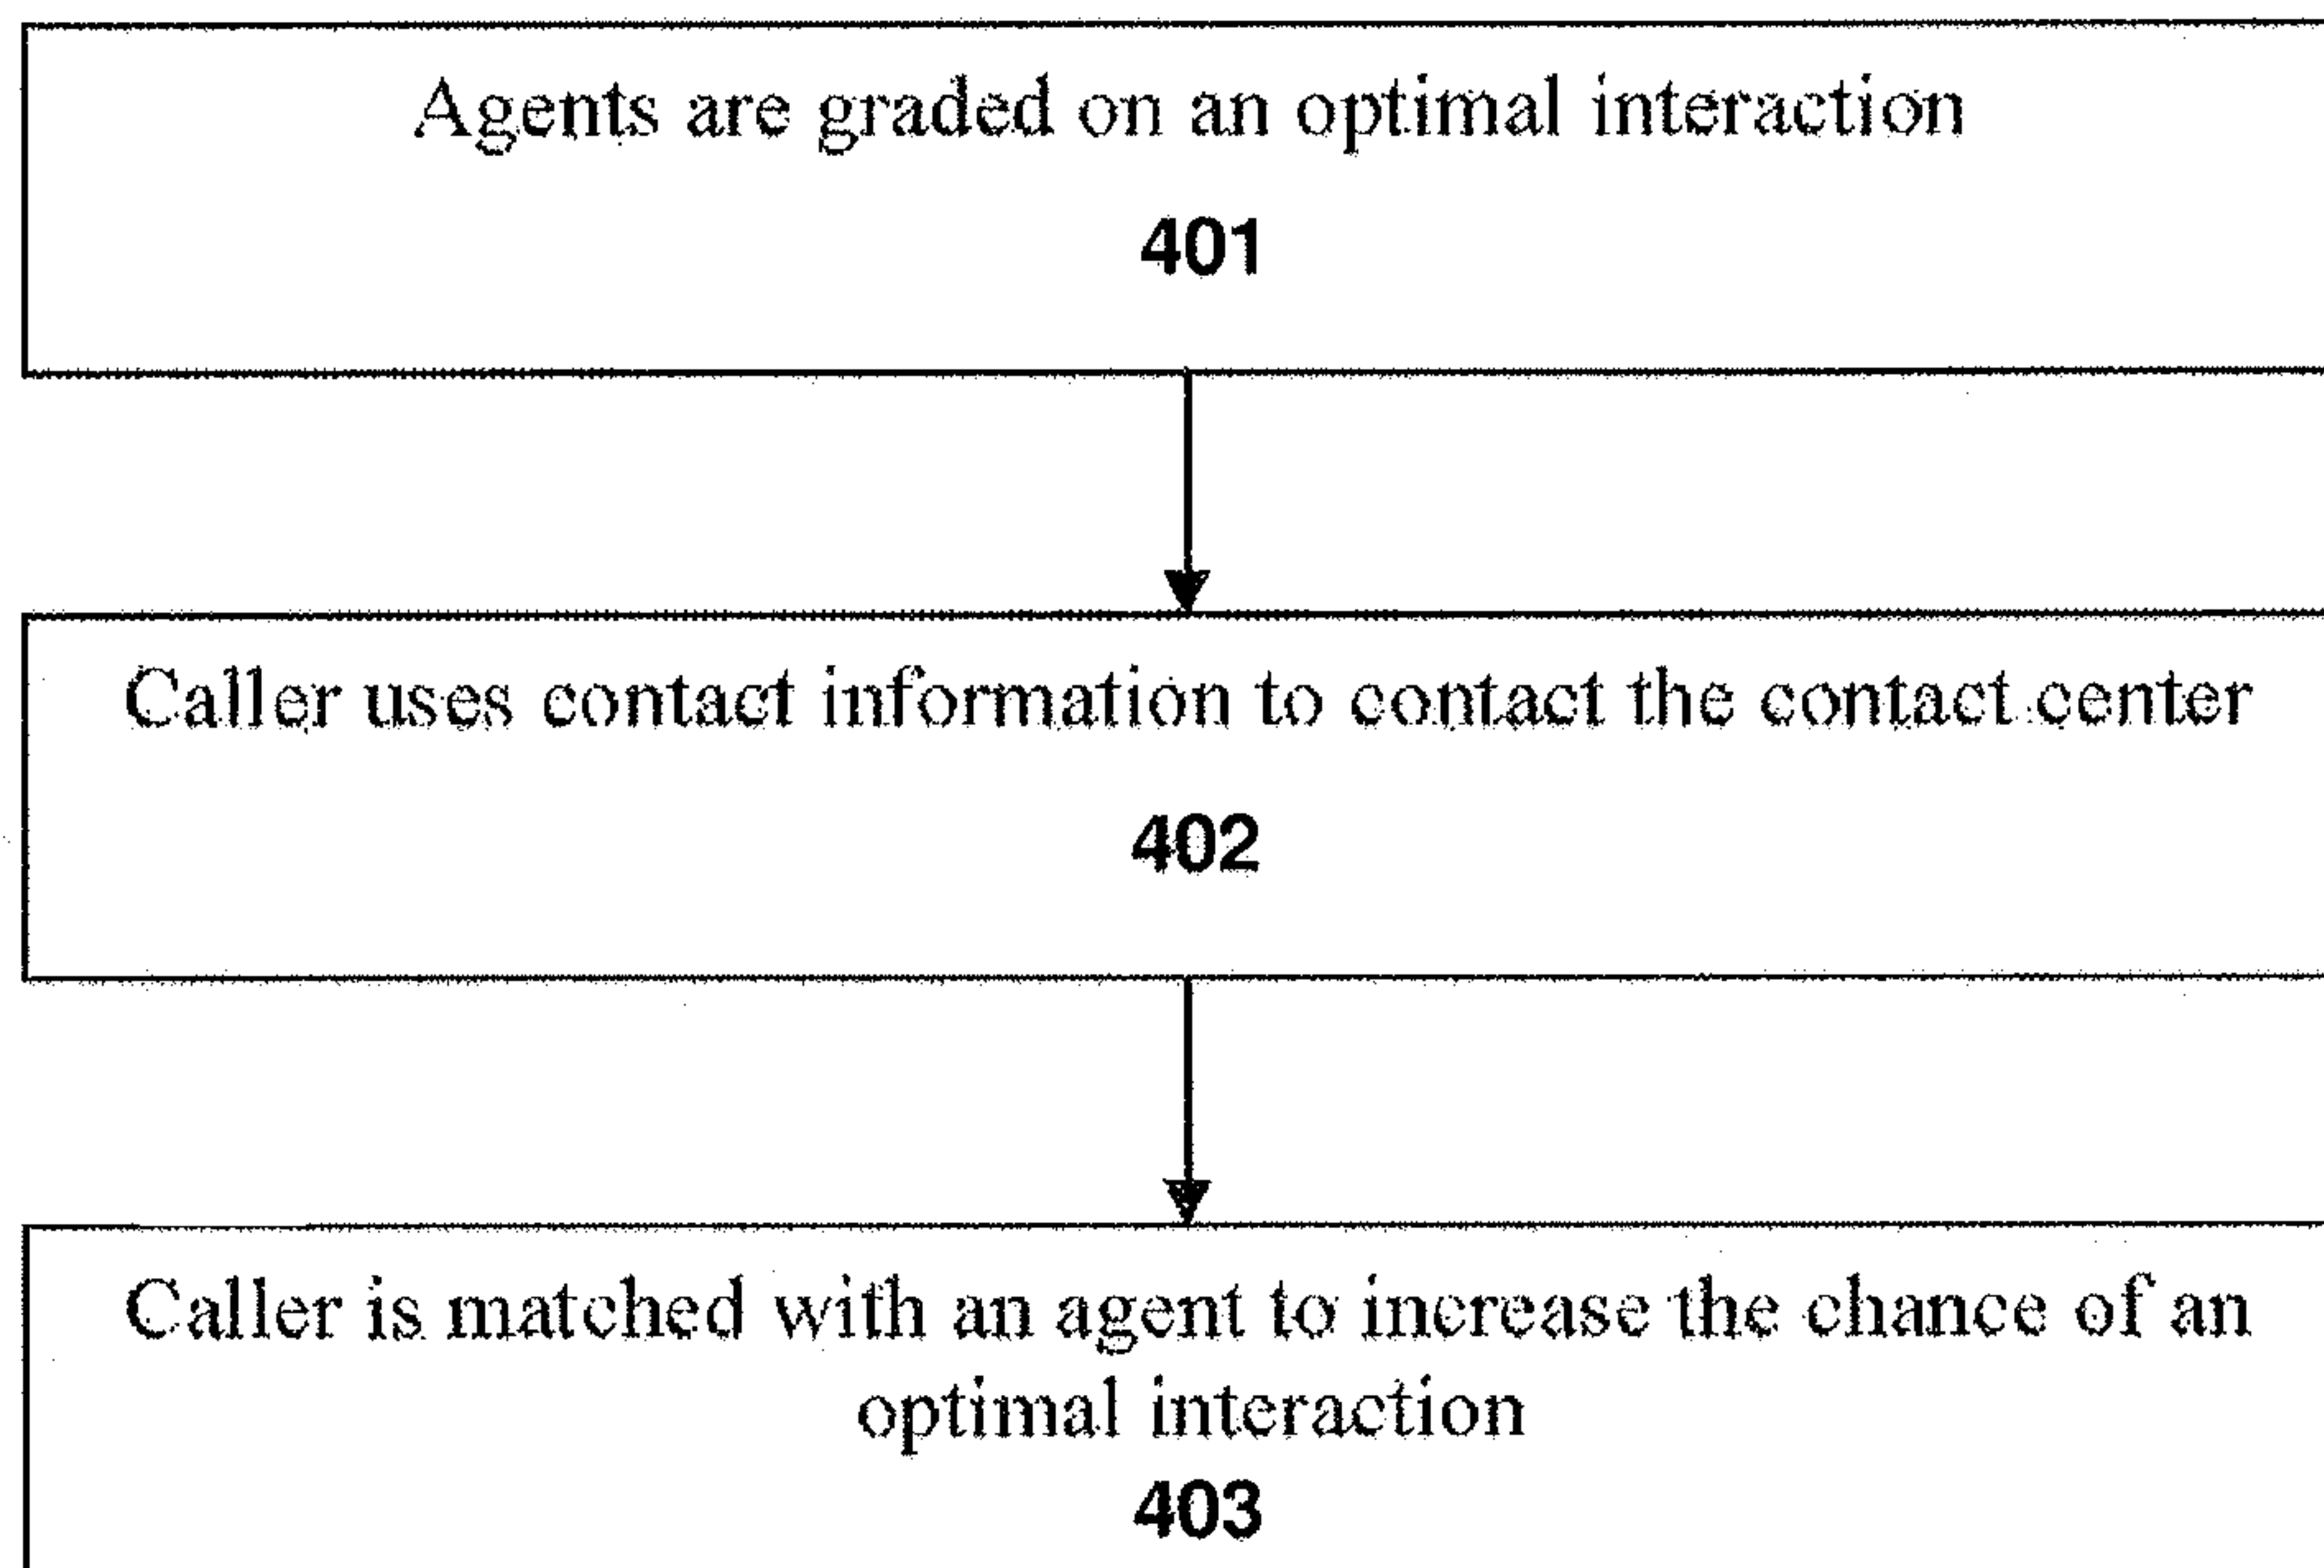 Agents are graded on an optimal interaction
401
Caller uses contact information to contact the contact center
402
Caller is matched with an agent to increase the chance of an
optimal interaction
403